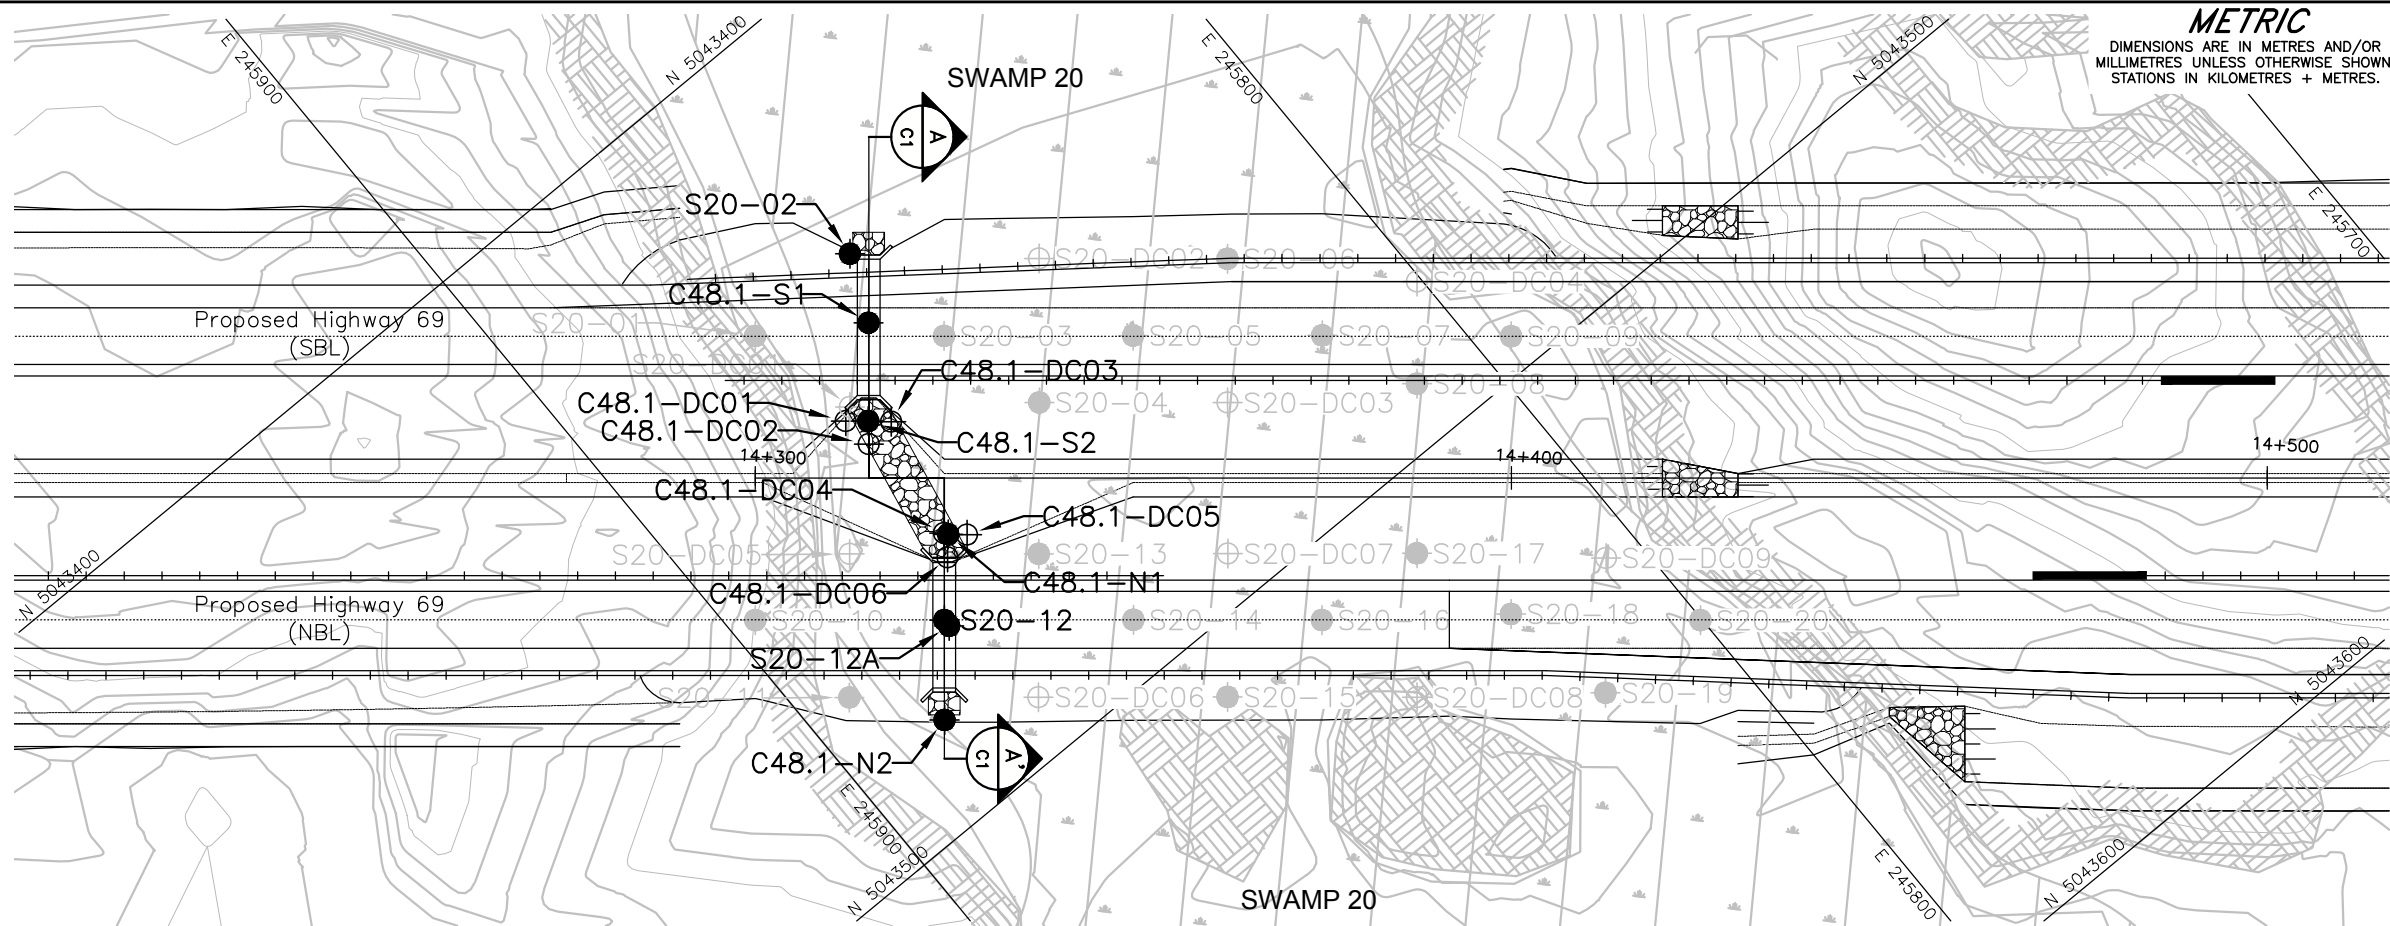 METRIC
DIMENSIONS ARE IN METRES AND/OR
MILLIMETRES UNLESS OTHERWISE SHOWN
STATIONS IN KILOMETRES + METRES.
E 245900
N 5043400
SWAMP 20
E 245800
N 5043500
E 245700
A
C1
S20-02
S20-DC02
S20-06
S20-DC04
C48.1-S1
Proposed Highway 69
(SBL)
S20-01
S20-03
S20-05
S20-07
S20-09
C48.1-DC03
S20-08
C48.1-DC01
S20-04
S20-DC03
C48.1-DC02
C48.1-S2
14+300
14+400
14+500
C48.1-DC04
C48.1-DC05
S20-DC05
S20-13
S20-DC07
S20-17
S20-DC09
N 5043400
C48.1-DC06
C48.1-N1
Proposed Highway 69
(NBL)
S20-10
S20-12
S20-14
S20-16
S20-18
S20-20
S20-12A
N 5043600
S20-DC06
S20-15
S20-DC08
S20-19
C48.1-N2
A'
C1
E 245900
N 5043500
SWAMP 20
E 245800
N 5043600